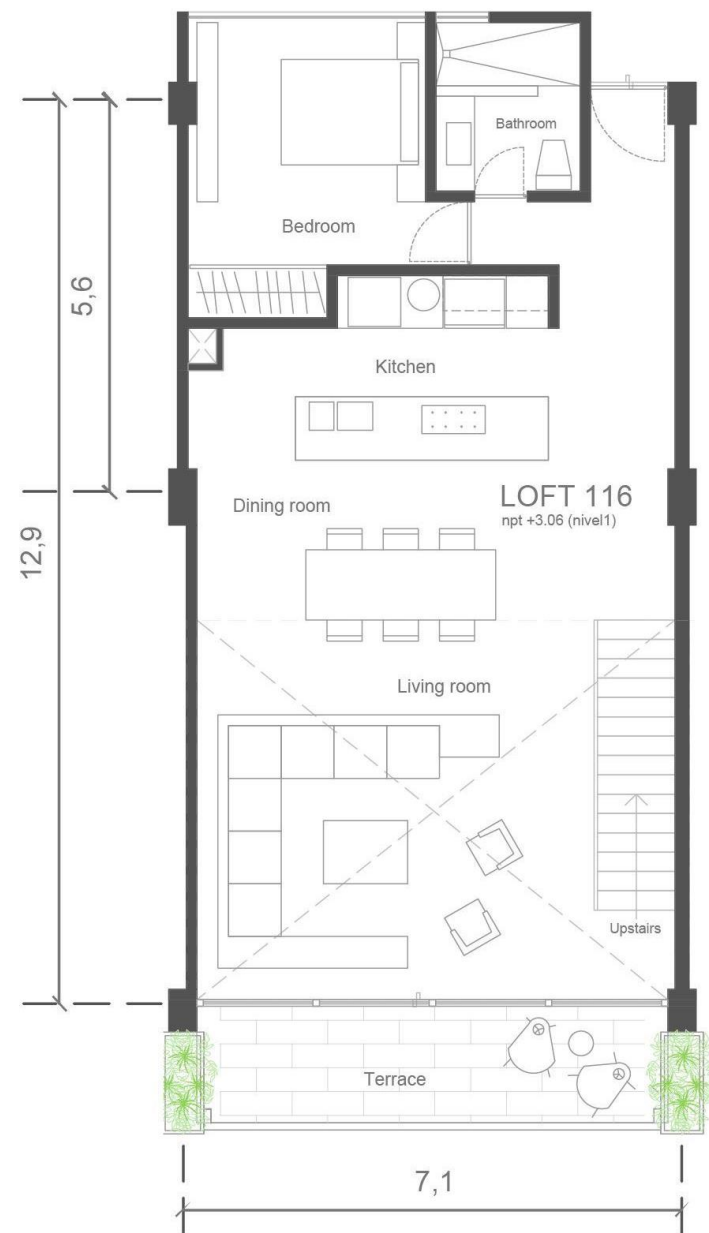 Bathroom
Bedroom
5,6
Kitchen
Dining room
LOFT 116
npt +3.06 (nivel1)
12,9
Living room
Upstairs
Terrace
7,1